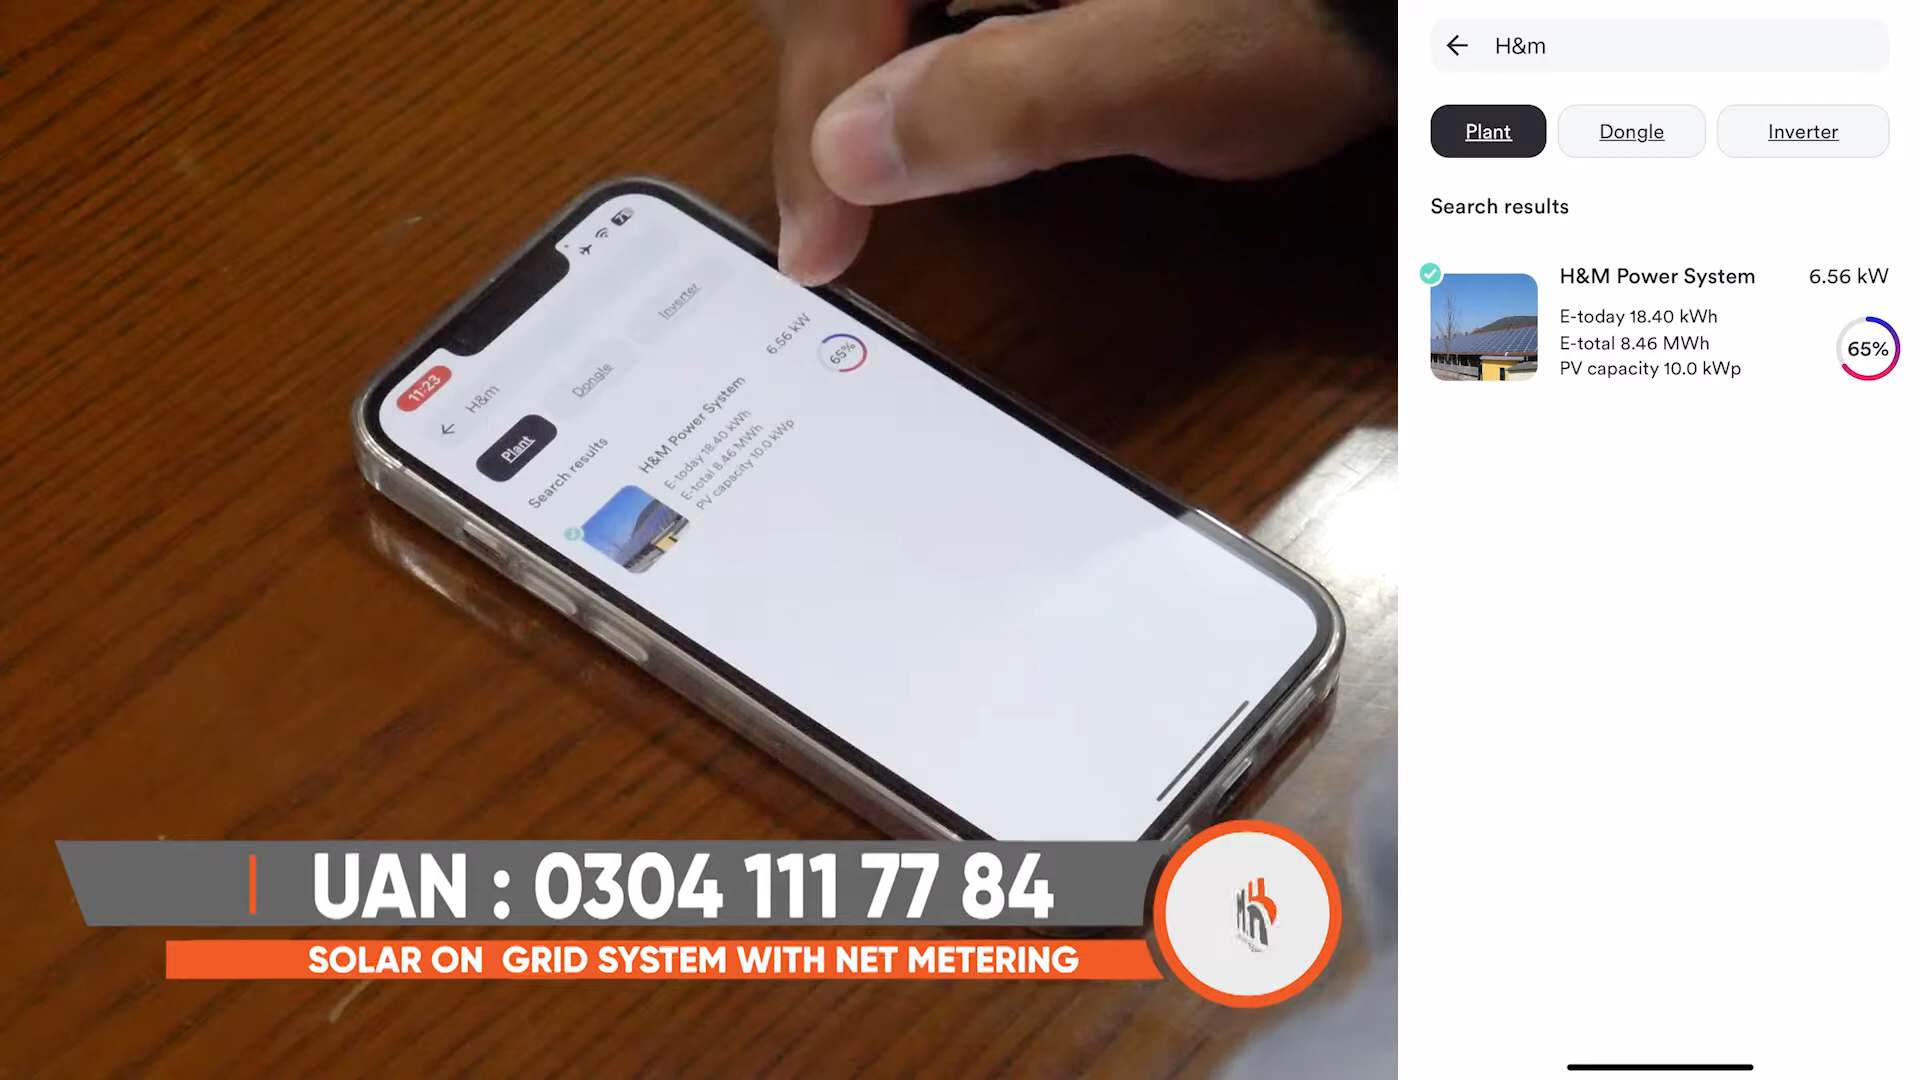 71
11:23
H&m
Plant
Dongle
Inverter
Search results
H&M Power System
6.56 kW
E-today 18.40 kWh
E-total 8.46 MWh
PV capacity 10.0 kWp
65%
UAN : 0304 111 77 84
SOLAR ON GRID SYSTEM WITH NET METERING
H&m
Plant
Dongle
Inverter
Search results
H&M Power System
6.56 kW
E-today 18.40 kWh
E-total 8.46 MWh
PV capacity 10.0 kWp
65%